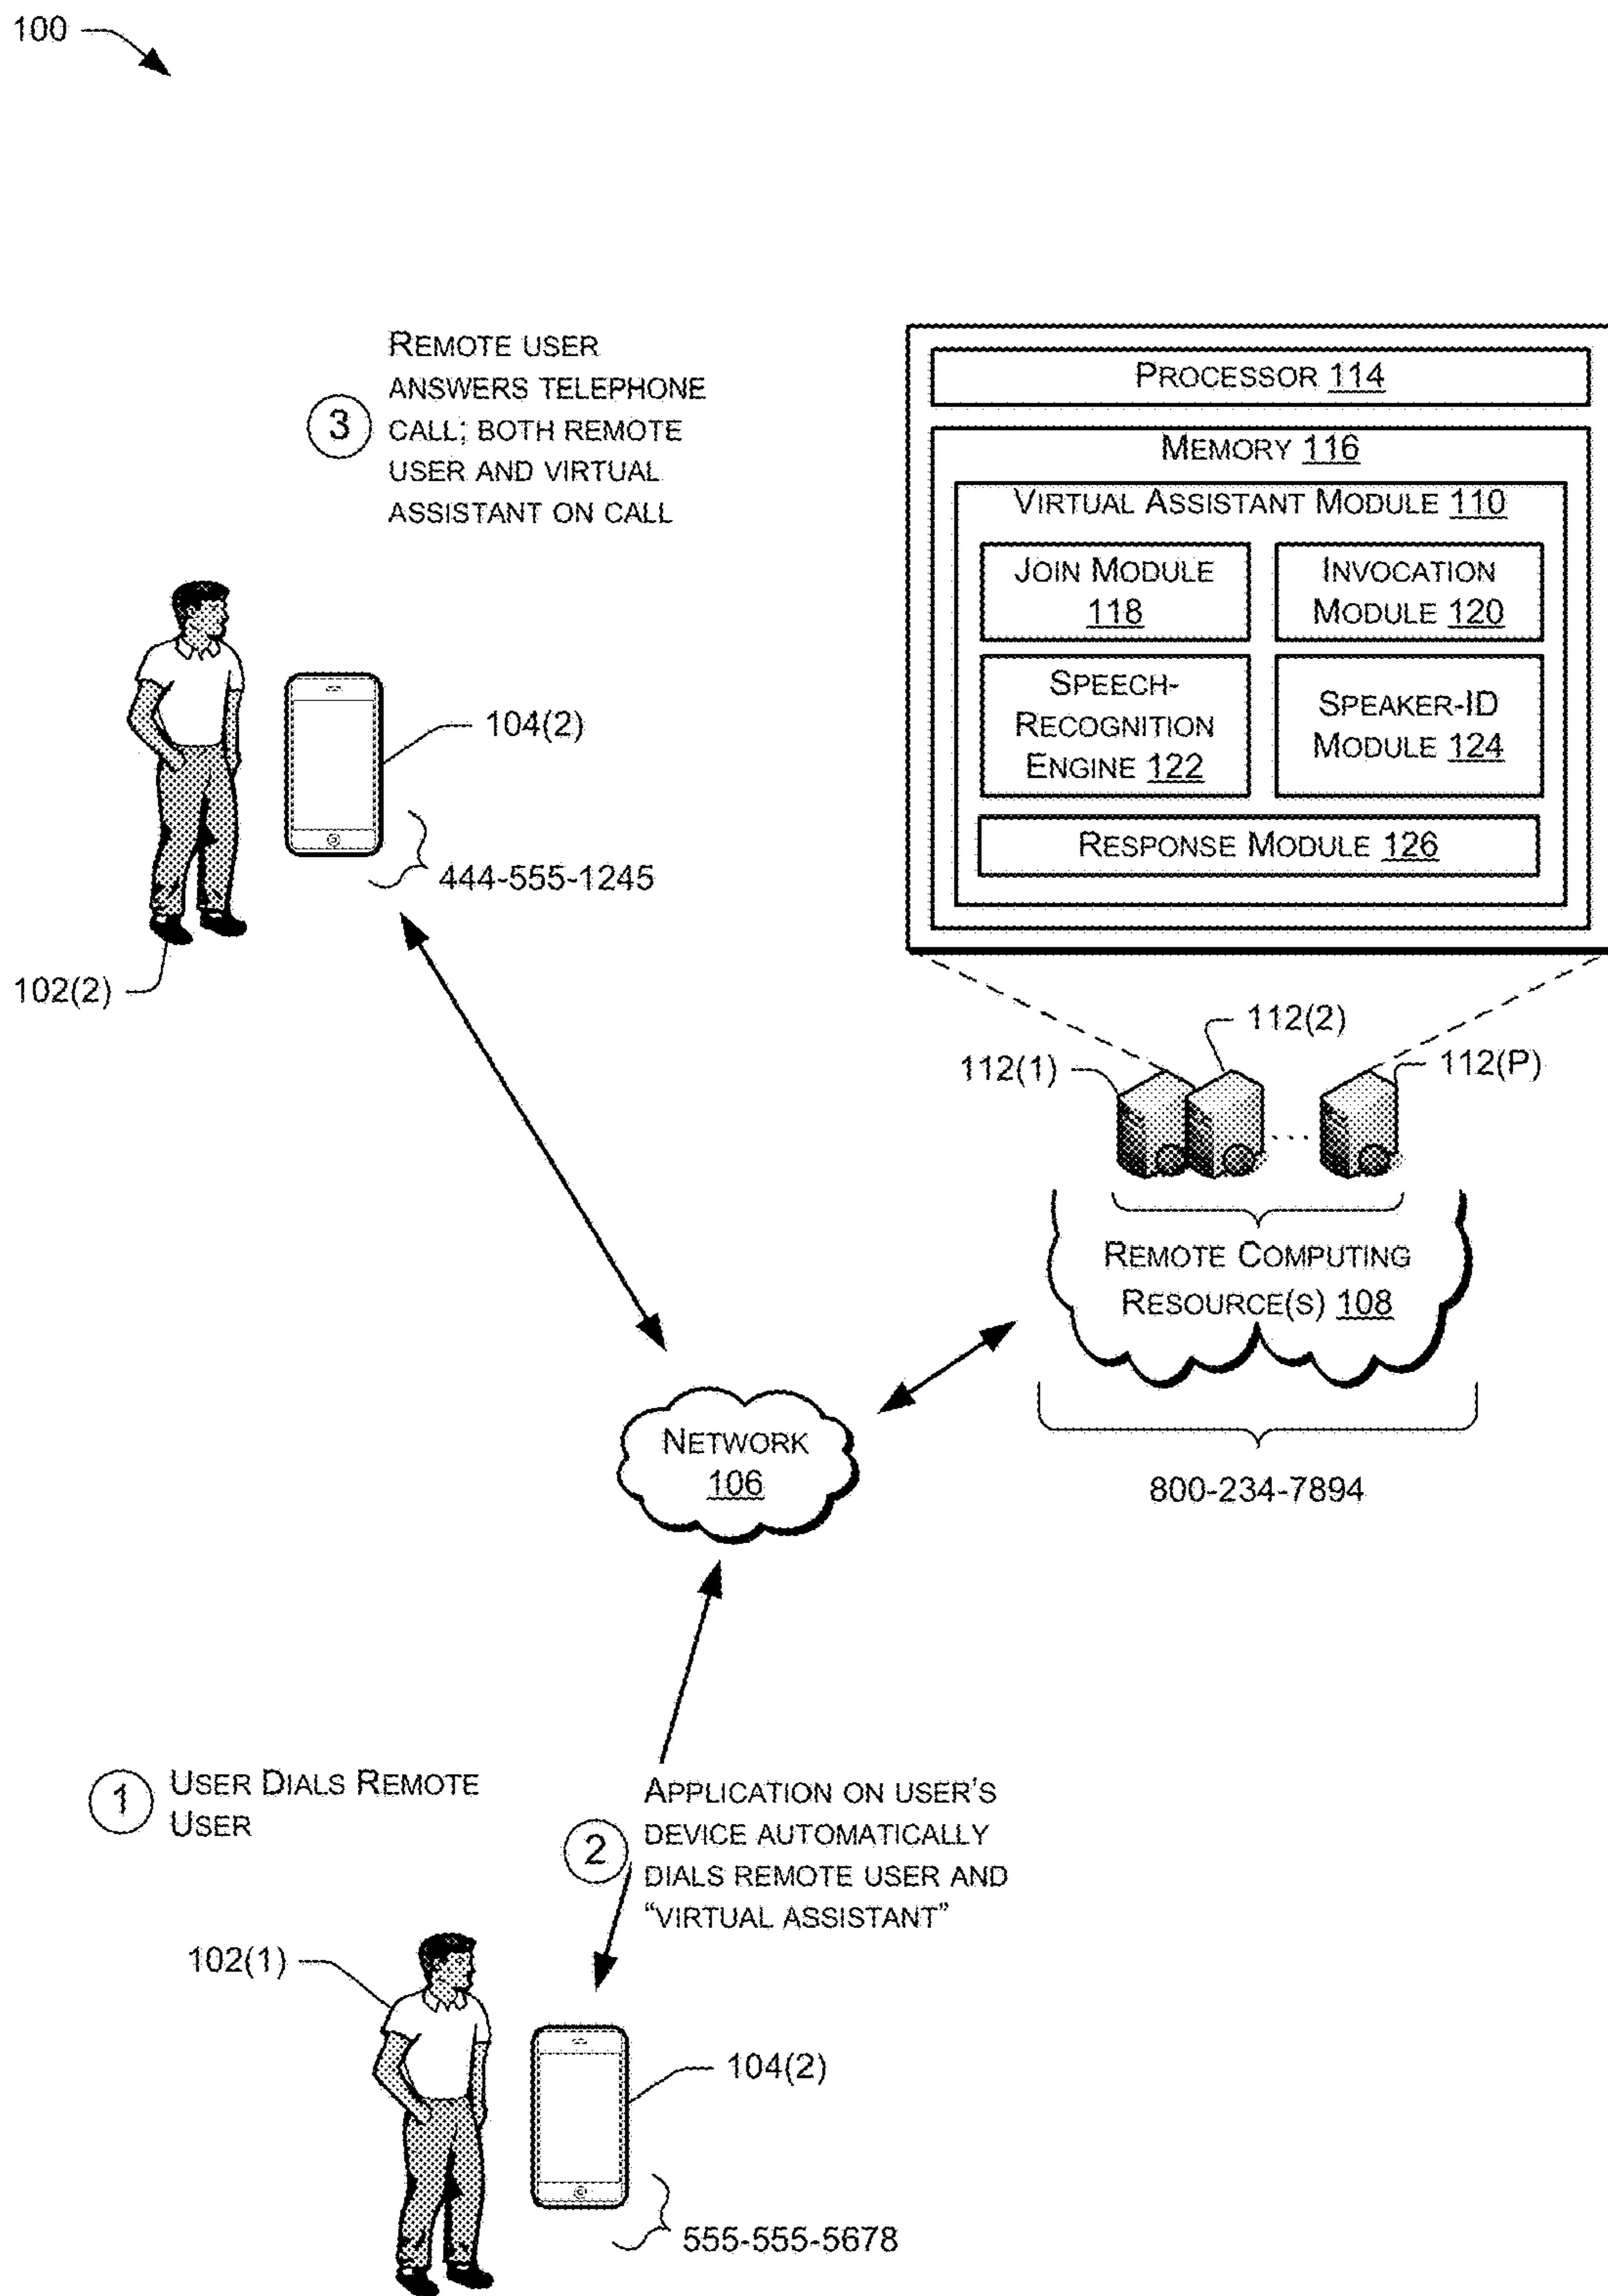 100
REMOTE USER
ANSWERS TELEPHONE
3
CALL; BOTH REMOTE
USER AND VIRTUAL
ASSISTANT ON CALL
104(2)
444-555-1245
102(2)
PROCESSOR 114
MEMORY 116
VIRTUAL ASSISTANT MODULE 110
JOIN MODULE
118
INVOCATION
MODULE 120
SPEECH-
RECOGNITION
ENGINE 122
SPEAKER-ID
MODULE 124
RESPONSE MODULE 126
112(2)
112(1)
112(P)
...
REMOTE COMPUTING
RESOURCE(S) 108
800-234-7894
NETWORK
106
1
USER DIALS REMOTE
USER
2
APPLICATION ON USER'S
DEVICE AUTOMATICALLY
DIALS REMOTE USER AND
“VIRTUAL ASSISTANT”
102(1)
104(2)
555-555-5678